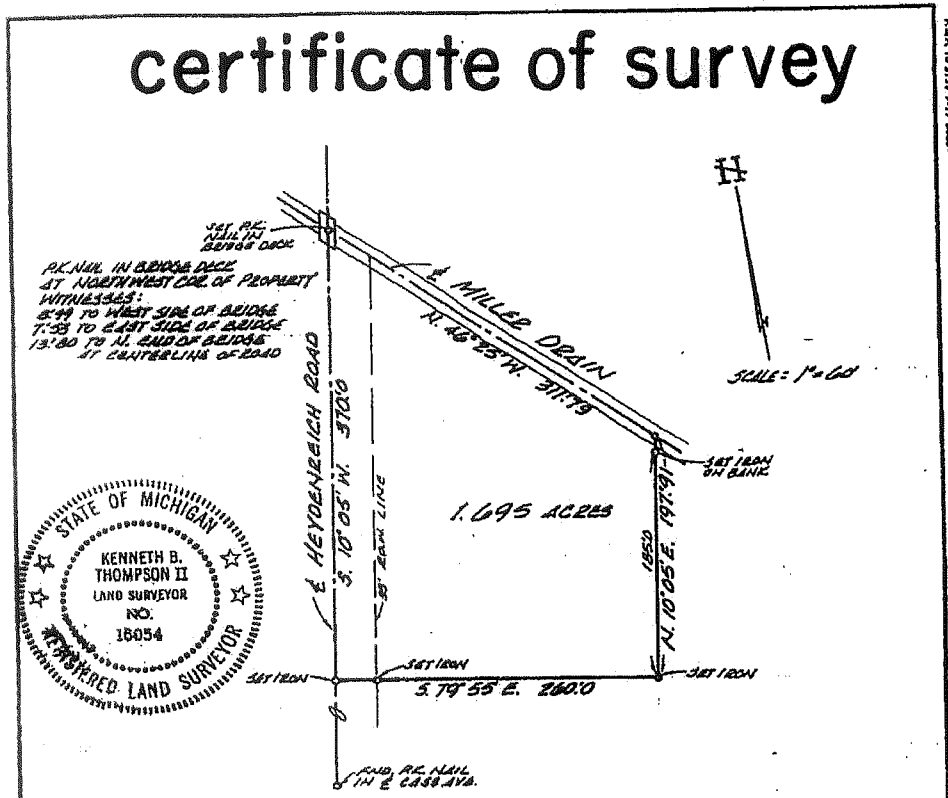 certificate of survey
SET P.K.
NAIL IN
BRIDGE DECK
P.K. NAIL IN BRIDGE DECK
AT NORTHWEST COR. OF PROPERTY
WITNESSES:
8.49 TO WEST SIDE OF BRIDGE
7.53 TO EAST SIDE OF BRIDGE
13.80 TO N. END OF BRIDGE
AT CENTERLINE OF ROAD
℄ MILLER DRAIN
N. 46° 25' W. 311.79
SCALE: 1" = 60'
℄ HEYDENREICH ROAD
S. 10° 05' W. 370.0
ROW LINE
1.695 ACRES
SET IRON
ON BANK
185.0
N. 10° 05' E. 197.91
STATE OF MICHIGAN
KENNETH B.
THOMPSON II
LAND SURVEYOR
NO.
16054
REGISTERED LAND SURVEYOR
SET IRON
SET IRON
S. 79° 55' E. 260.0
SET IRON
FND. P.K. NAIL
IN ℄ CASS AVE.